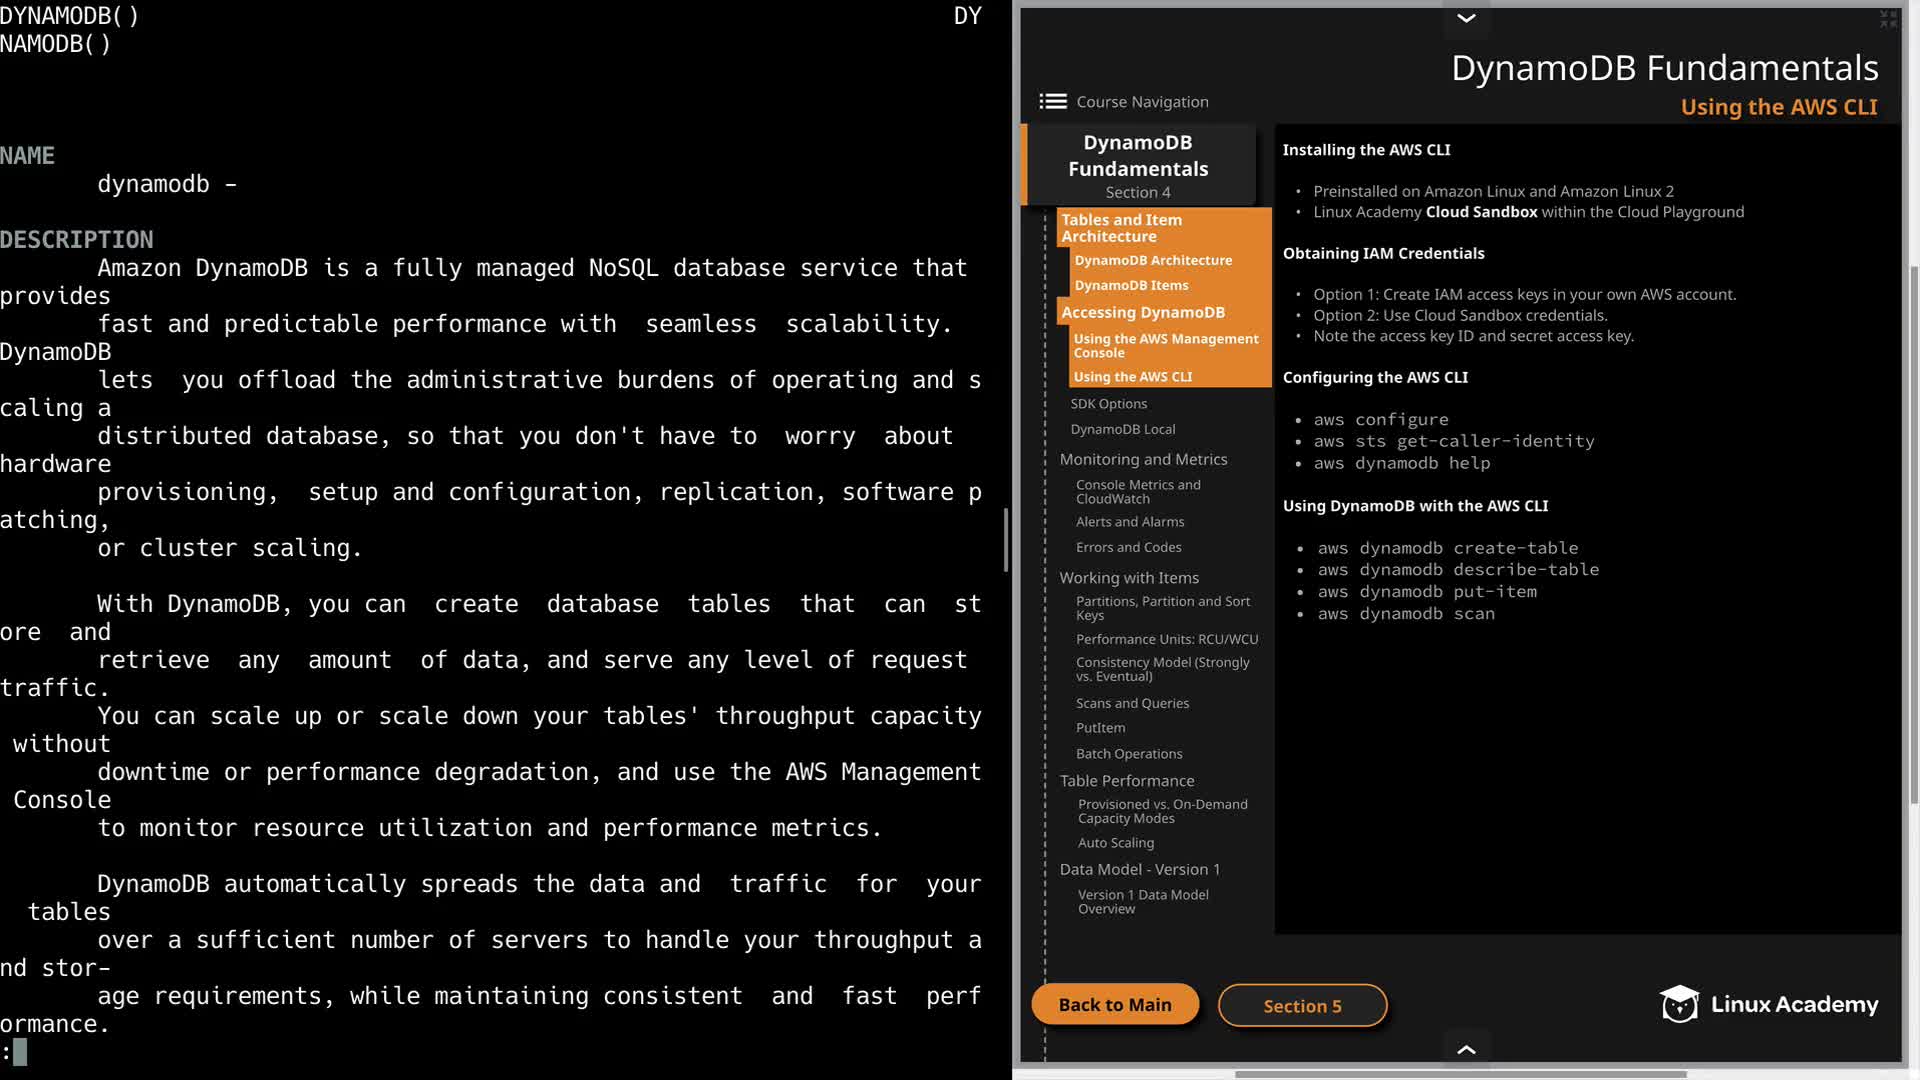 DYNAMODB()                                                          DY
NAMODB()
NAME
       dynamodb -
DESCRIPTION
       Amazon DynamoDB is a fully managed NoSQL database service that
provides
       fast and predictable performance with  seamless  scalability.
DynamoDB
       lets  you offload the administrative burdens of operating and s
caling a
       distributed database, so that you don't have to  worry  about
hardware
       provisioning,  setup and configuration, replication, software p
atching,
       or cluster scaling.
       With DynamoDB, you can  create  database  tables  that  can  st
ore  and
       retrieve  any  amount  of data, and serve any level of request
traffic.
       You can scale up or scale down your tables' throughput capacity
 without
       downtime or performance degradation, and use the AWS Management
 Console
       to monitor resource utilization and performance metrics.
       DynamoDB automatically spreads the data and  traffic  for  your
  tables
       over a sufficient number of servers to handle your throughput a
nd stor-
       age requirements, while maintaining consistent  and  fast  perf
ormance.
:
DynamoDB Fundamentals
Using the AWS CLI
Course Navigation
DynamoDB
Fundamentals
Section 4
Tables and Item
Architecture
DynamoDB Architecture
DynamoDB Items
Accessing DynamoDB
Using the AWS Management
Console
Using the AWS CLI
SDK Options
DynamoDB Local
Monitoring and Metrics
Console Metrics and
CloudWatch
Alerts and Alarms
Errors and Codes
Working with Items
Partitions, Partition and Sort
Keys
Performance Units: RCU/WCU
Consistency Model (Strongly
vs. Eventual)
Scans and Queries
PutItem
Batch Operations
Table Performance
Provisioned vs. On-Demand
Capacity Modes
Auto Scaling
Data Model - Version 1
Version 1 Data Model
Overview
Installing the AWS CLI
• Preinstalled on Amazon Linux and Amazon Linux 2
• Linux Academy Cloud Sandbox within the Cloud Playground
Obtaining IAM Credentials
• Option 1: Create IAM access keys in your own AWS account.
• Option 2: Use Cloud Sandbox credentials.
• Note the access key ID and secret access key.
Configuring the AWS CLI
• aws configure
• aws sts get-caller-identity
• aws dynamodb help
Using DynamoDB with the AWS CLI
• aws dynamodb create-table
• aws dynamodb describe-table
• aws dynamodb put-item
• aws dynamodb scan
Back to Main
Section 5
Linux Academy